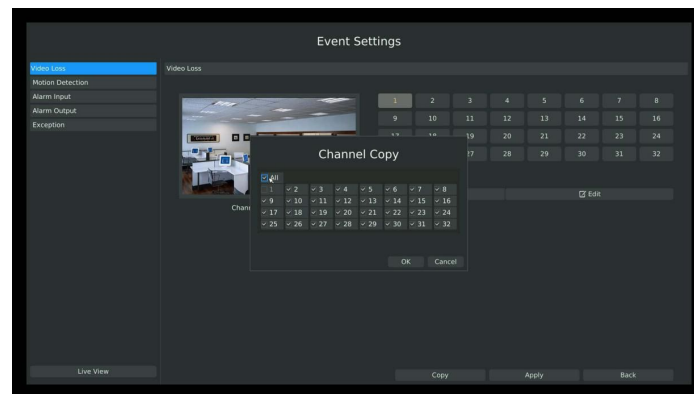 Event Settings
Video Loss
Motion Detection
Alarm Input
Alarm Output
Exception
Live View
Video Loss
1 2 3 4 5 6 7 8
9 10 11 12 13 14 15 16
19 20 21 22 23 24
27 28 29 30 31 32
Edit
Channel Copy
All
1 2 3 4 5 6 7 8
9 10 11 12 13 14 15 16
17 18 19 20 21 22 23 24
25 26 27 28 29 30 31 32
OK Cancel
Copy Apply Back